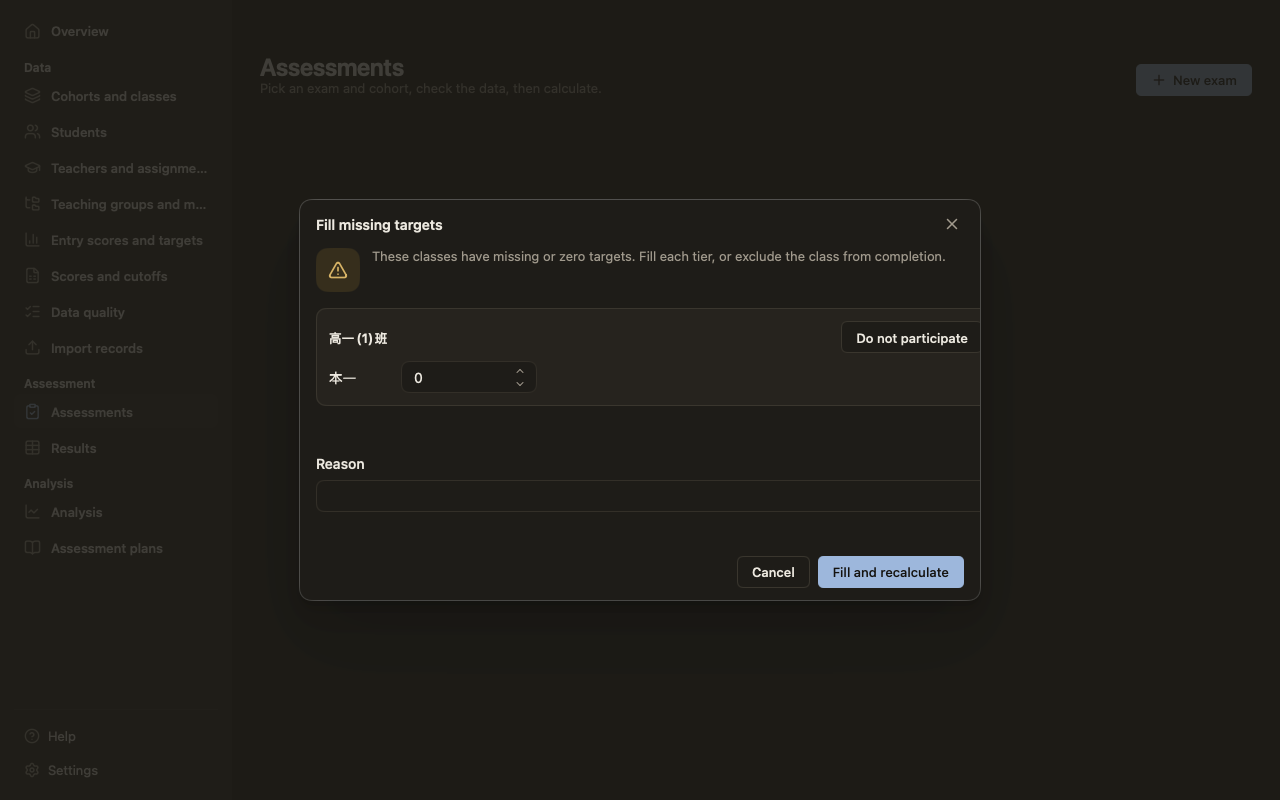 Overview
Data
Cohorts and classes
Students
Teachers and assignme...
Teaching groups and m...
Entry scores and targets
Scores and cutoffs
Data quality
Import records
Assessment
Assessments
Results
Analysis
Analysis
Assessment plans
Help
Settings
Assessments
Pick an exam and cohort, check the data, then calculate.
New exam
Fill missing targets
These classes have missing or zero targets. Fill each tier, or exclude the class from completion.
高一 (1) 班
Do not participate
本一
0
Reason
Cancel
Fill and recalculate